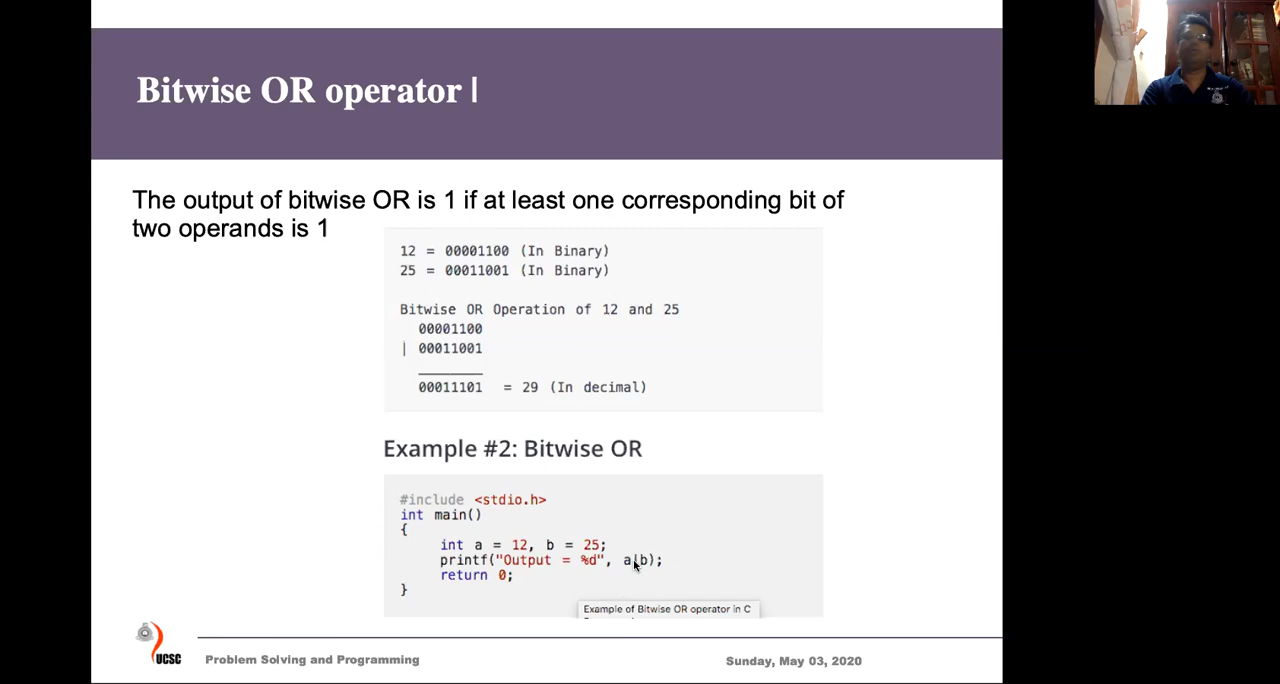 Bitwise OR operator |
The output of bitwise OR is 1 if at least one corresponding bit of
two operands is 1
12 = 00001100 (In Binary)
25 = 00011001 (In Binary)
Bitwise OR Operation of 12 and 25
00001100
| 00011001
________
00011101 = 29 (In decimal)
Example #2: Bitwise OR
#include <stdio.h>
int main()
{
int a = 12, b = 25;
printf("Output = %d", a|b);
return 0;
}
Example of Bitwise OR operator in C
UCSC
Problem Solving and Programming
Sunday, May 03, 2020